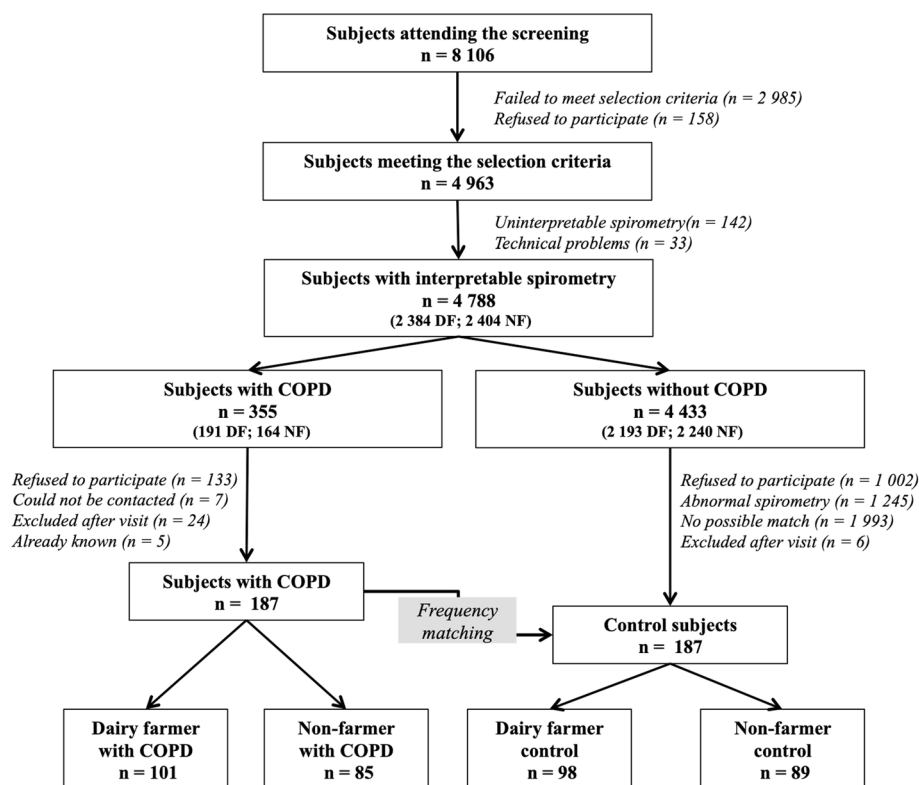 Subjects attending the screening
n = 8 106
Failed to meet selection criteria (n = 2 985)
Refused to participate (n = 158)
Subjects meeting the selection criteria
n = 4 963
Uninterpretable spirometry(n = 142)
Technical problems (n = 33)
Subjects with interpretable spirometry
n = 4 788
(2 384 DF; 2 404 NF)
Subjects with COPD
n = 355
(191 DF; 164 NF)
Subjects without COPD
n = 4 433
(2 193 DF; 2 240 NF)
Refused to participate (n = 133)
Could not be contacted (n = 7)
Excluded after visit (n = 24)
Already known (n = 5)
Refused to participate (n = 1 002)
Abnormal spirometry (n = 1 245)
No possible match (n = 1 993)
Excluded after visit (n = 6)
Subjects with COPD
n = 187
Frequency
matching
Control subjects
n = 187
Dairy farmer
with COPD
n = 101
Non-farmer
with COPD
n = 85
Dairy farmer
control
n = 98
Non-farmer
control
n = 89